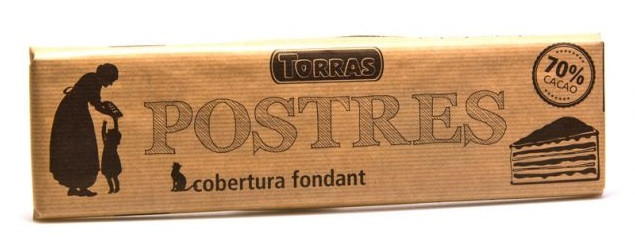 TORRAS
70%
CACAO
POSTRES
cobertura fondant